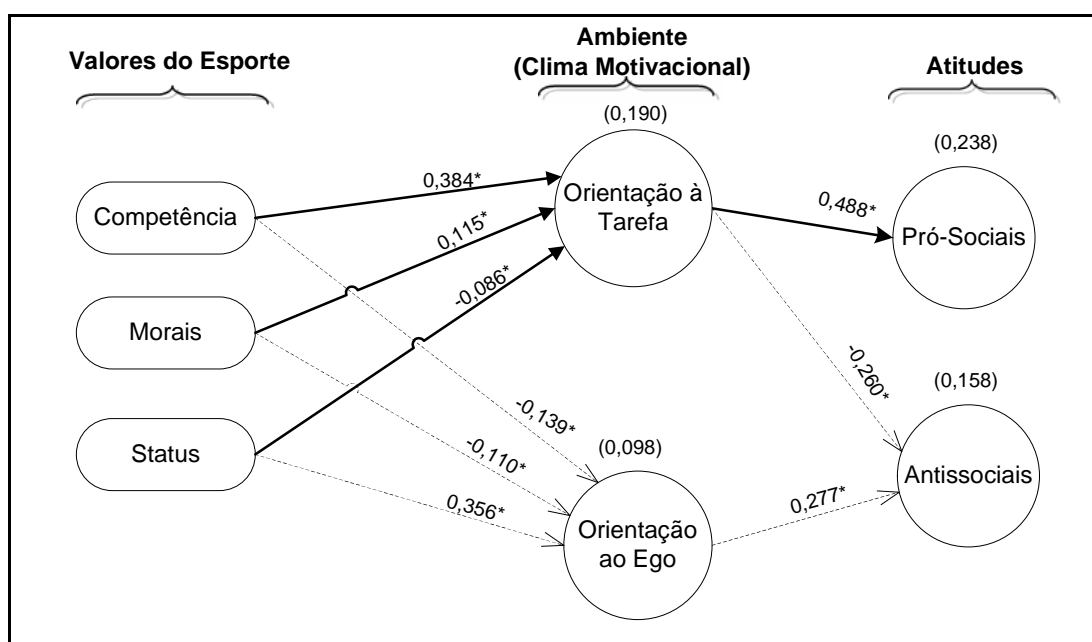 Valores do Esporte
Ambiente
(Clima Motivacional)
Atitudes
(0,190)
(0,238)
Competência
0,384*
Orientação à
Tarefa
0,488*
Pró-Sociais
0,115*
-0,086*
Morais
-0,260*
(0,158)
-0,139*
Status
-0,110*
(0,098)
Antissociais
0,356*
0,277*
Orientação
ao Ego